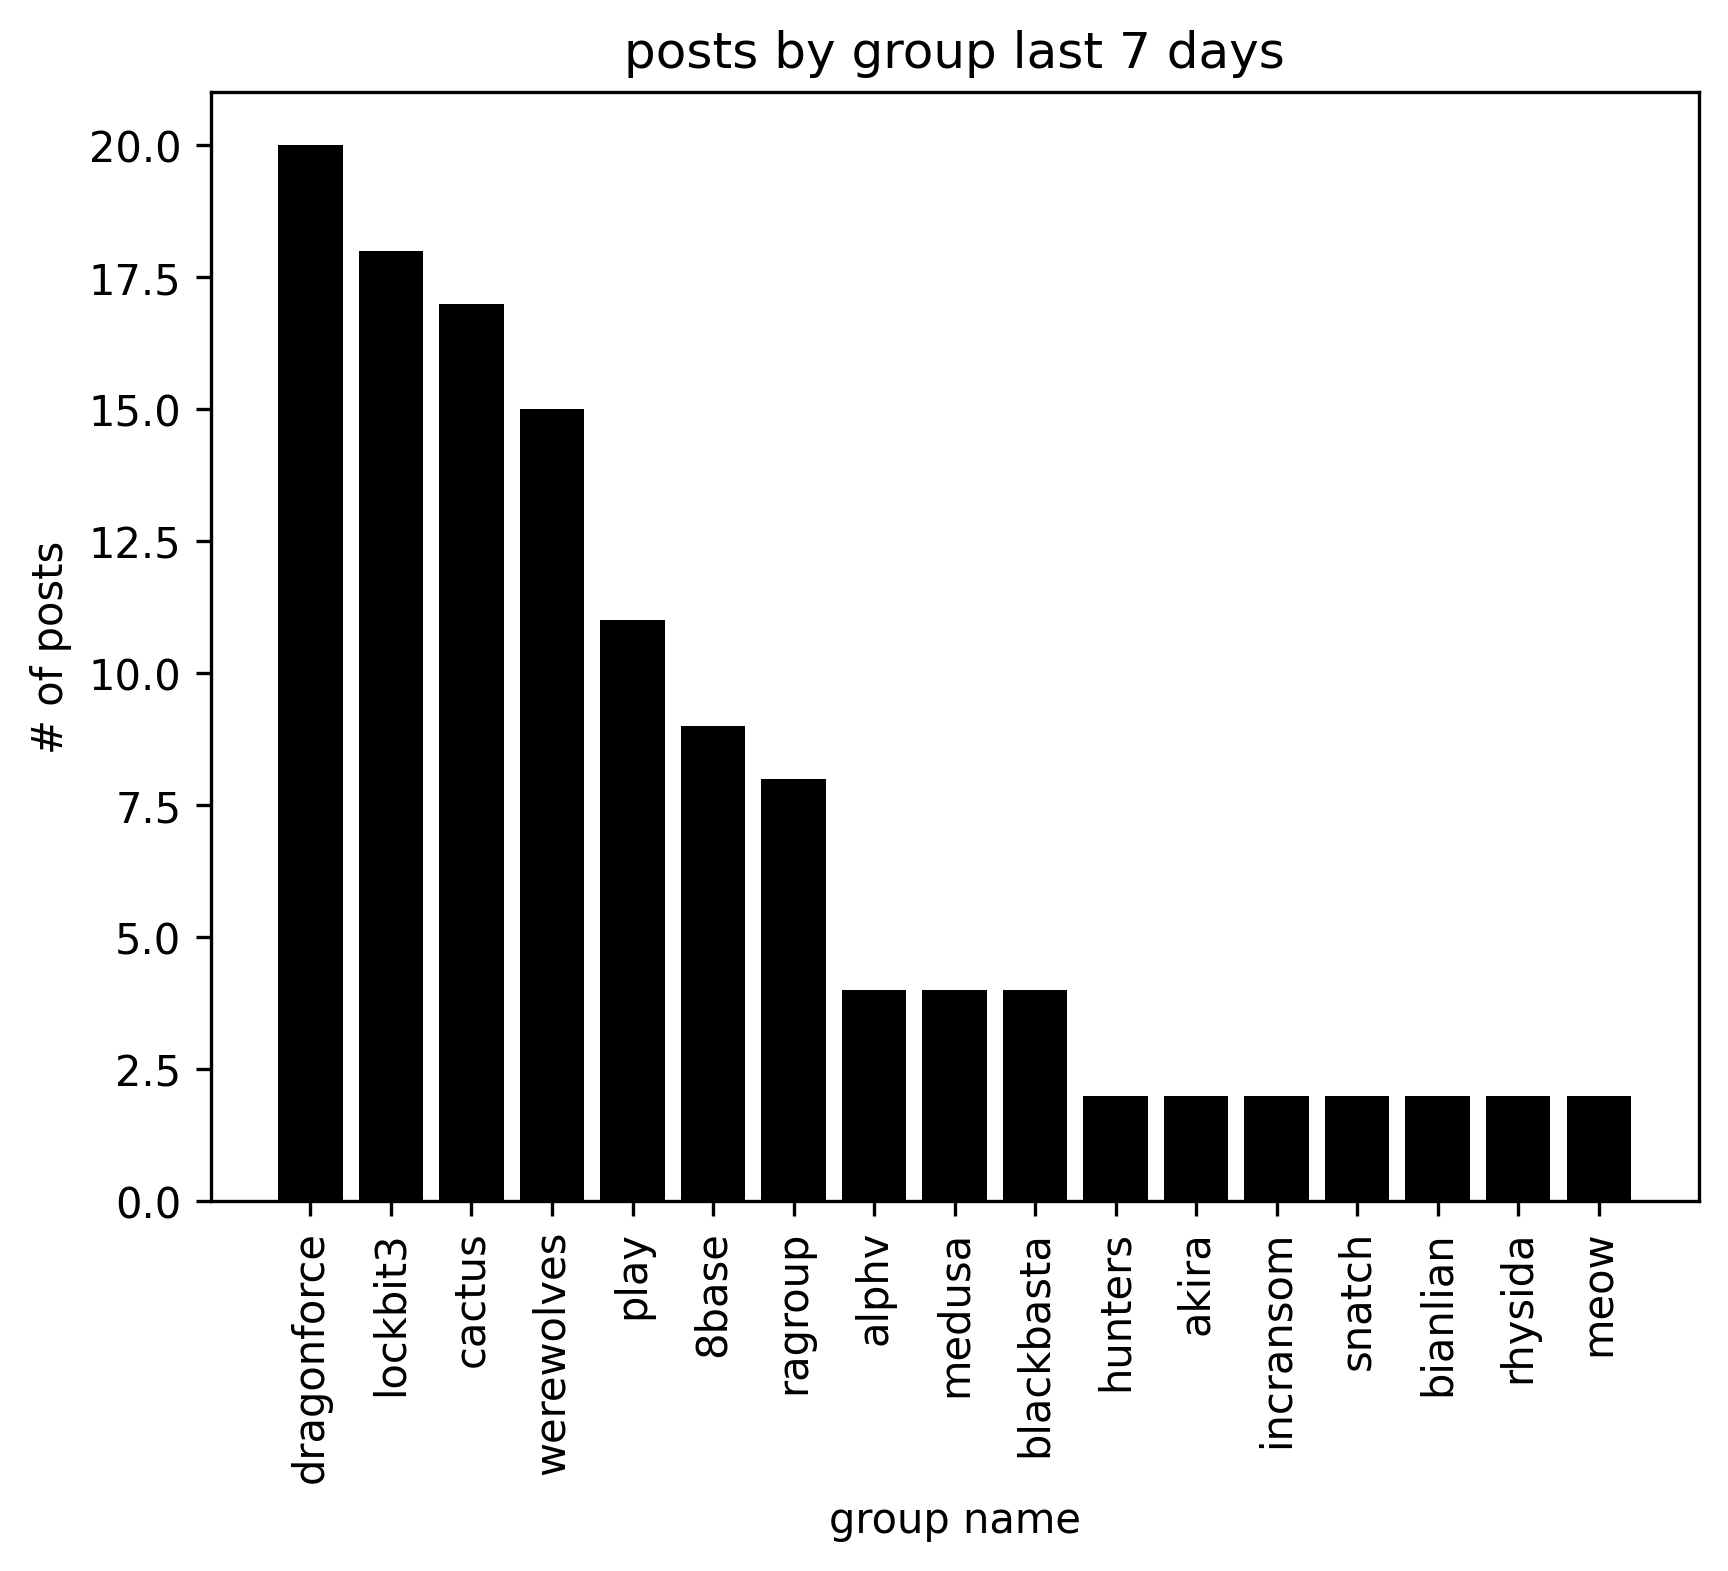 posts by group last 7 days
20.0
17.5
15.0
12.5
10.0
7.5
5.0
2.5
0.0
# of posts
dragonforce
lockbit3
cactus
werewolves
play
8base
ragroup
alphv
medusa
blackbasta
hunters
akira
incransom
snatch
bianlian
rhysida
meow
group name